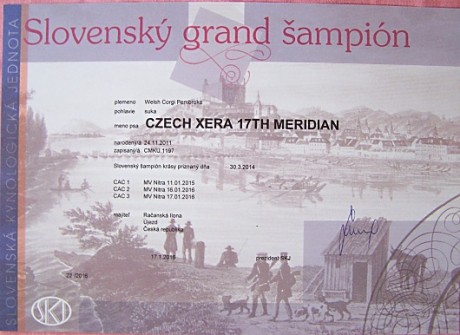 Slovenský grand šampión
SLOVENSKÁ KYNOLOGICKÁ JEDNOTA
plemeno Welsh Corgi Pembroke
pohlavie suka
meno psa CZECH XERA 17TH MERIDIAN
narodený/á 24.11.2011
zapísaný/á CMKU 1197
Slovenský šampión krásy priznaný dňa 30.3.2014
CAC 1 MV Nitra 11.01.2015
CAC 2 MV Nitra 16.01.2016
CAC 3 MV Nitra 17.01.2016
majiteľ Račanská Ilona
Újezd
Česká republika
17.1.2016 prezident SKJ
22 /2016
SKJ